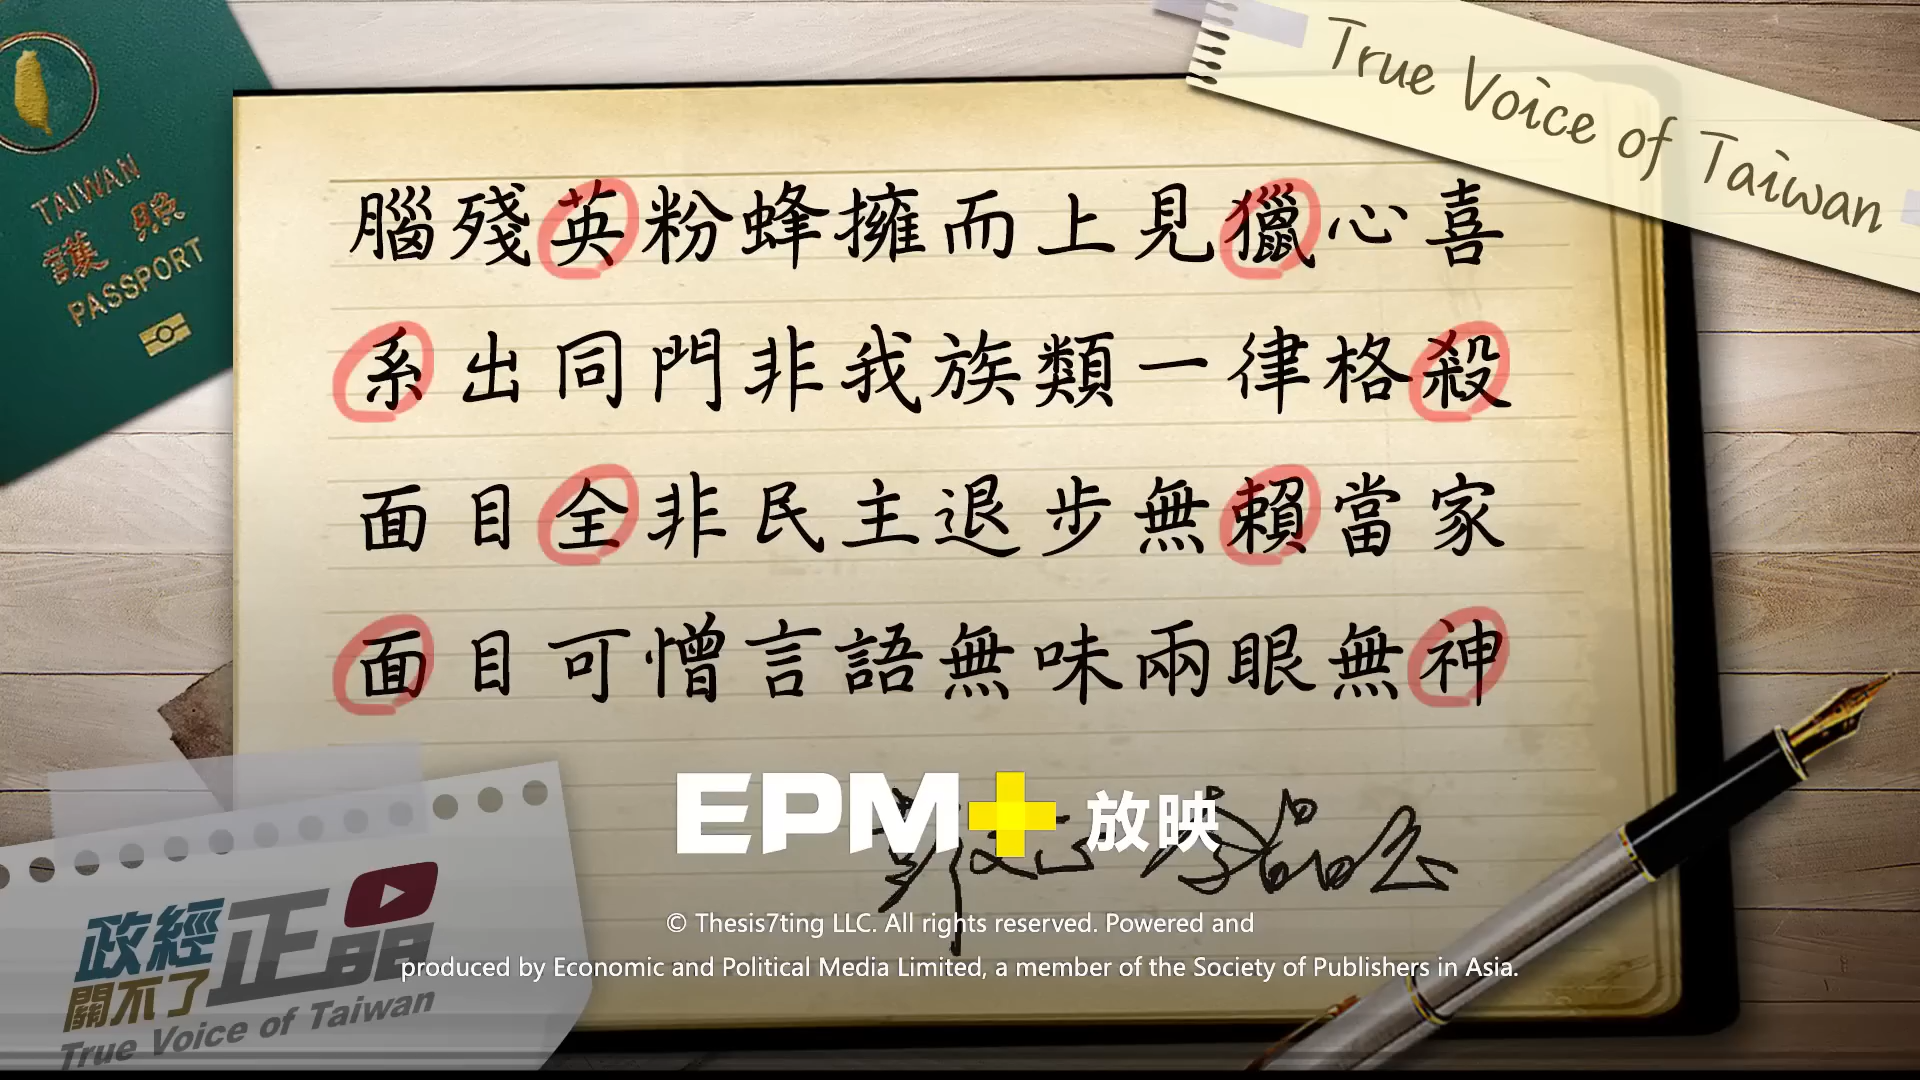 True Voice of Taiwan
TAIWAN
護照
PASSPORT
腦殘英粉蜂擁而上見獵心喜
系出同門非我族類一律格殺
面目全非民主退步無賴當家
面目可憎言語無味兩眼無神
EPM+ 放映
© Thesis7ting LLC. All rights reserved. Powered and
produced by Economic and Political Media Limited, a member of the Society of Publishers in Asia.
政經
關不了
正晶
True Voice of Taiwan